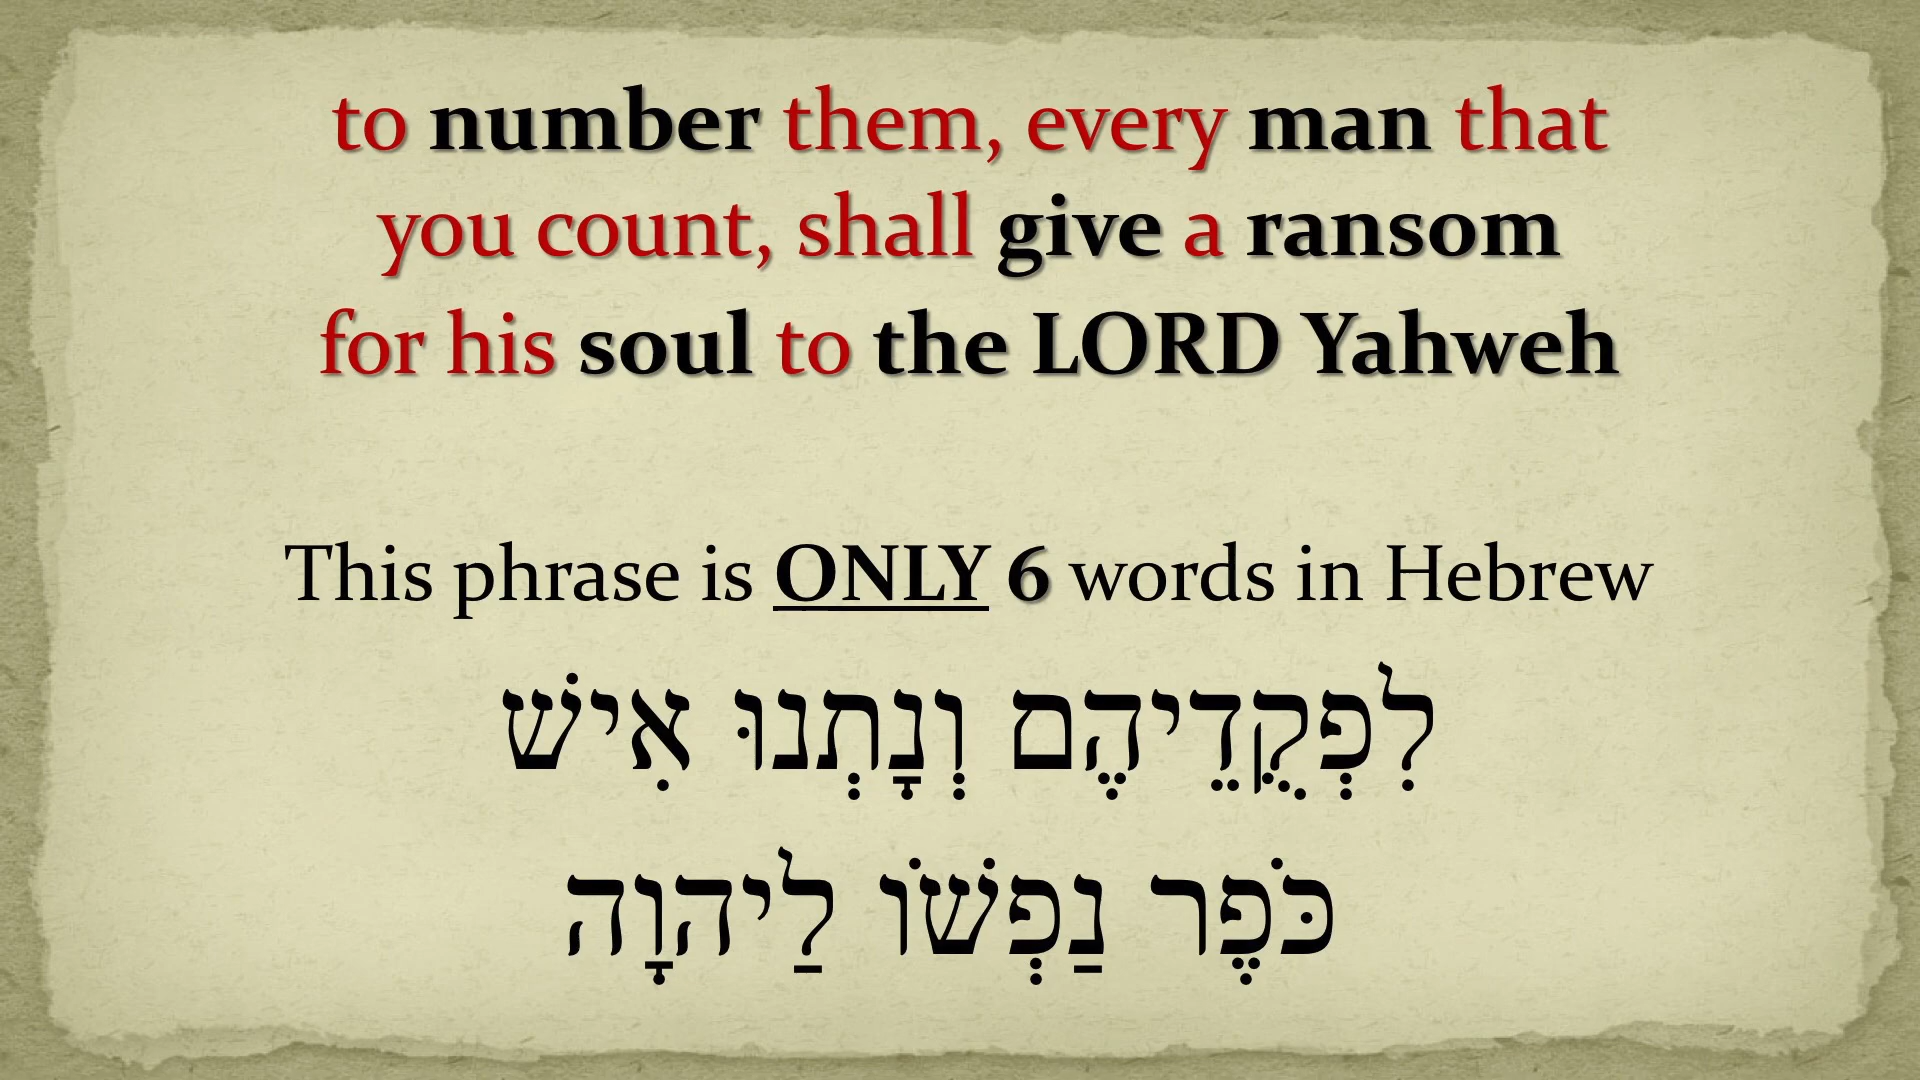 to number them, every man that
you count, shall give a ransom
for his soul to the LORD Yahweh
This phrase is ONLY 6 words in Hebrew
לִפְקֻדֵיהֶם וְנָתְנוּ אִישׁ
כֹּפֶר נַפְשֹׁו לַיהוָה